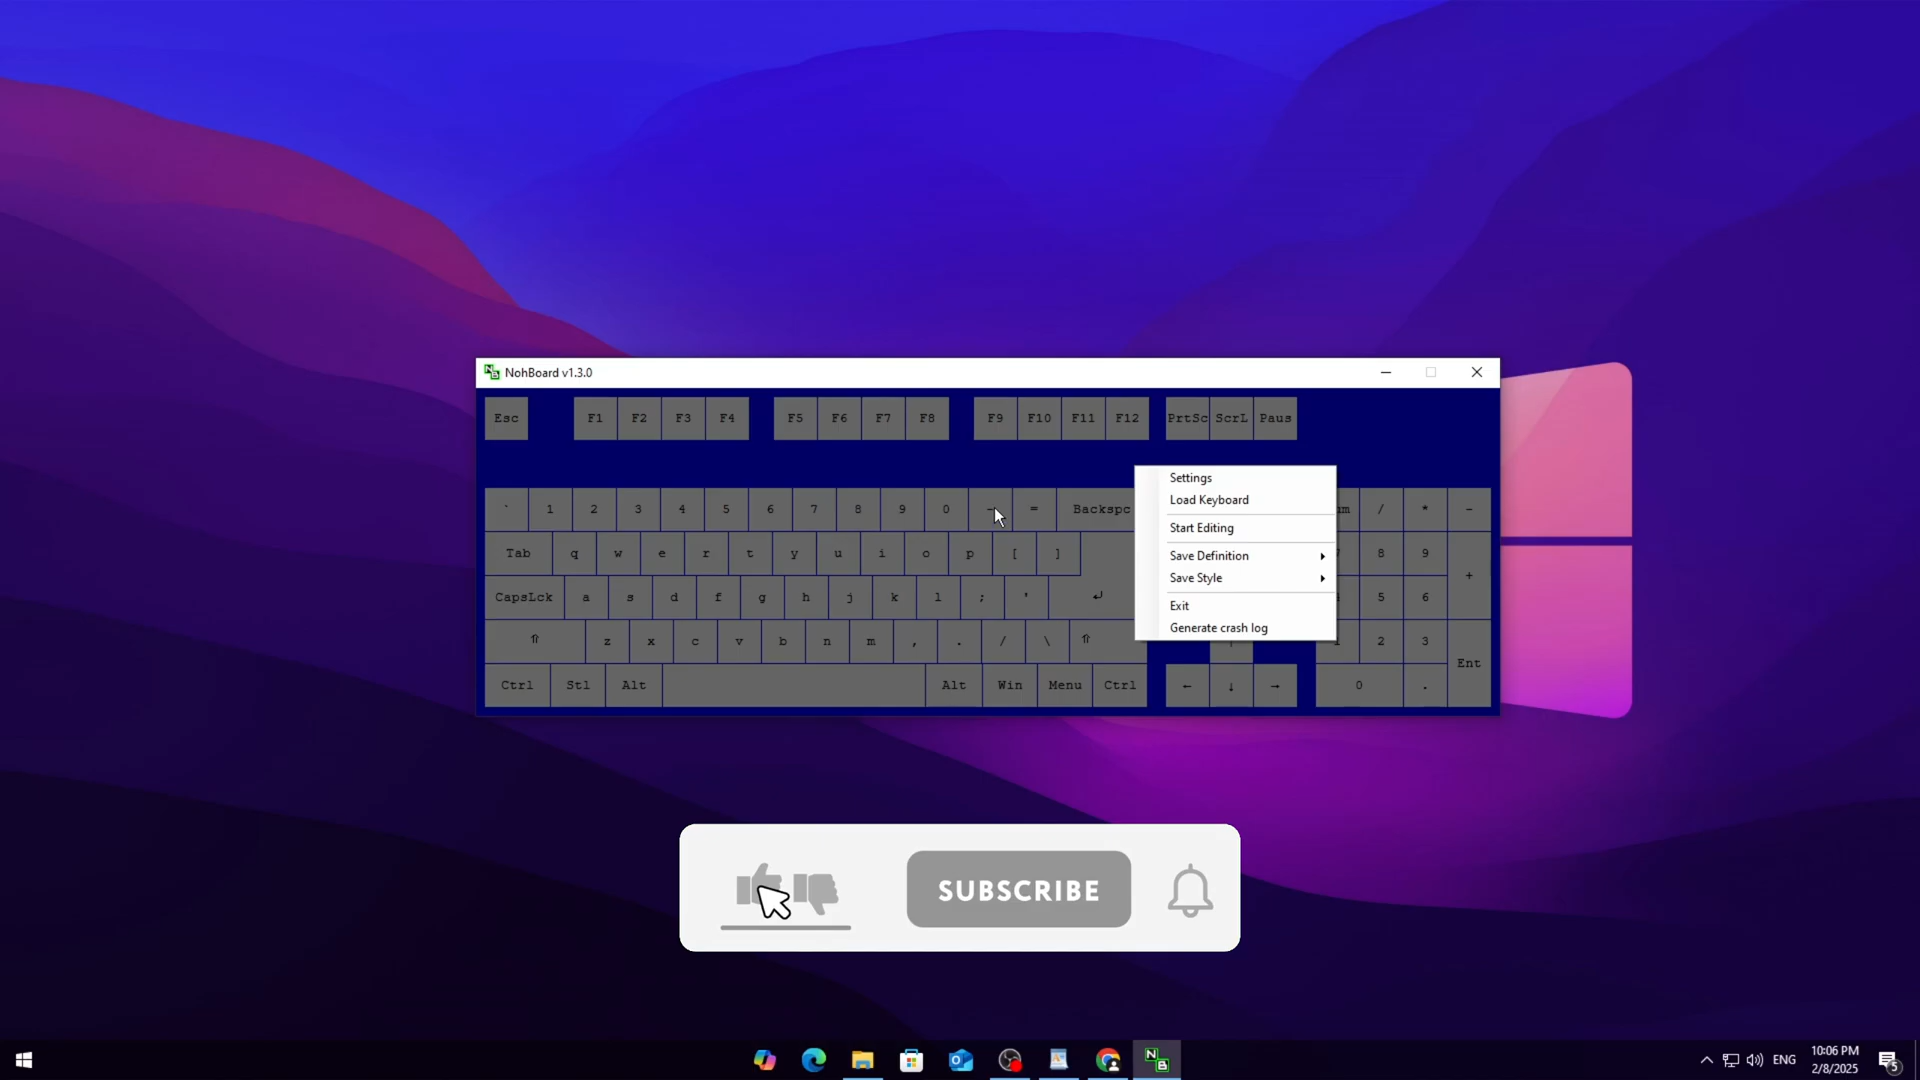 NohBoard v1.3.0
Esc F1 F2 F3 F4 F5 F6 F7 F8 F9 F10 F11 F12 PrtSc ScrL Paus
Settings
Load Keyboard
Start Editing
Save Definition
Save Style
Exit
Generate crash log
` 1 2 3 4 5 6 7 8 9 0 - = Backspc / * -
Tab q w e r t y u i o p [ ] 8 9 +
CapsLck a s d f g h j k l ; ' ↵ 5 6
⇧ z x c v b n m , . / \ ⇧ 2 3 Ent
Ctrl Stl Alt Alt Win Menu Ctrl ← ↓ → 0 .
SUBSCRIBE
ENG
10:06 PM
2/8/2025
5